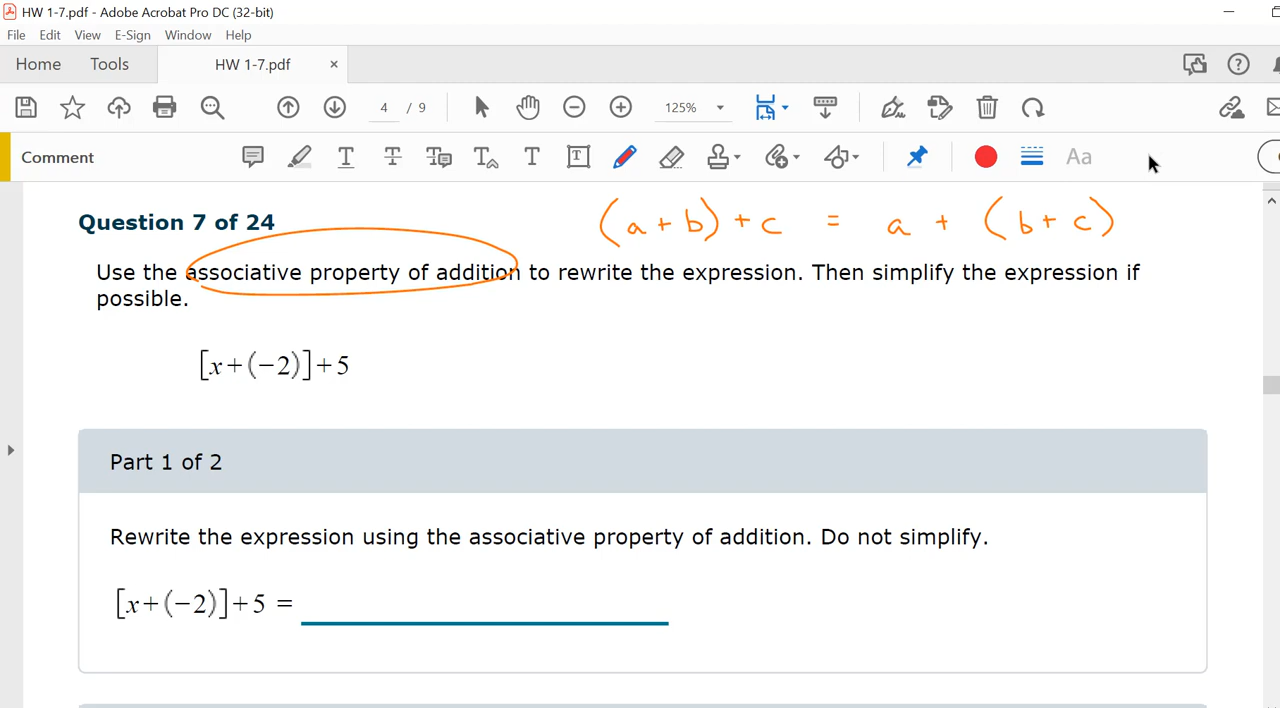 HW 1-7.pdf - Adobe Acrobat Pro DC (32-bit)
File Edit View E-Sign Window Help
Home Tools HW 1-7.pdf ×
4 / 9 125%
Comment T T T T T T Aa
Question 7 of 24
(a + b) + c = a + (b + c)
Use the associative property of addition to rewrite the expression. Then simplify the expression if
possible.
[x+(−2)]+5
Part 1 of 2
Rewrite the expression using the associative property of addition. Do not simplify.
[x+(−2)]+5 =